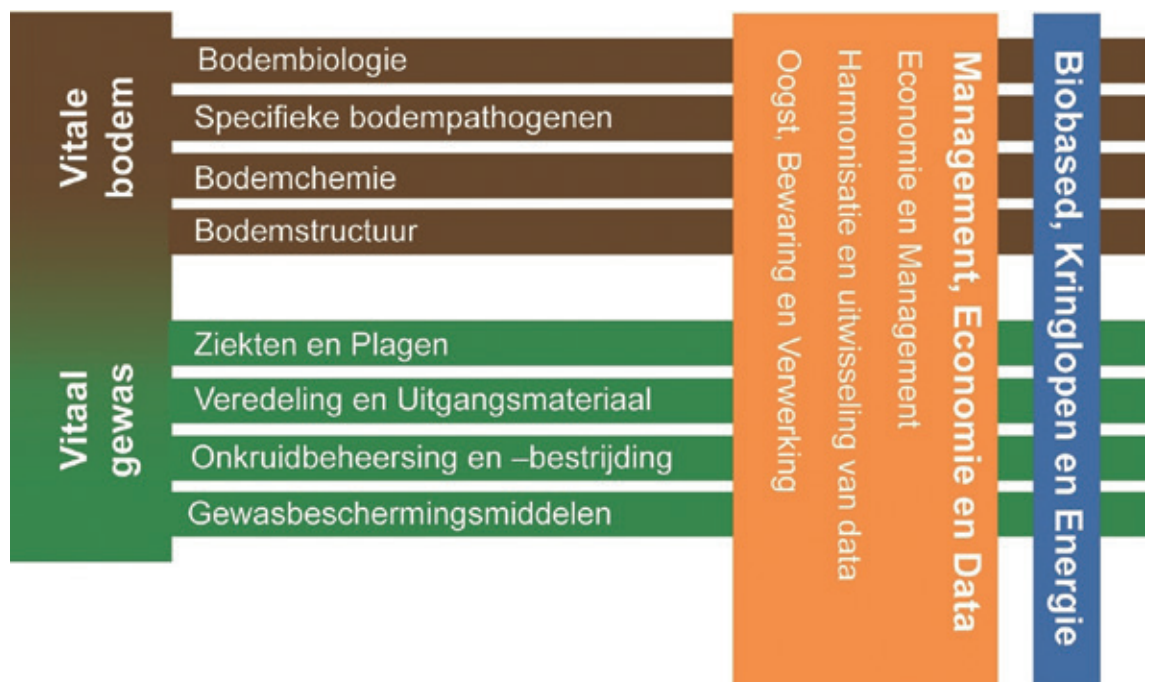 Vitale
bodem
Bodembiologie
Specifieke bodempathogenen
Bodemchemie
Bodemstructuur
Vitaal
gewas
Ziekten en Plagen
Veredeling en Uitgangsmateriaal
Onkruidbeheersing en –bestrijding
Gewasbeschermingsmiddelen
Management, Economie en Data
Economie en Management
Harmonisatie en uitwisseling van data
Oogst, Bewaring en Verwerking
Biobased, Kringlopen en Energie